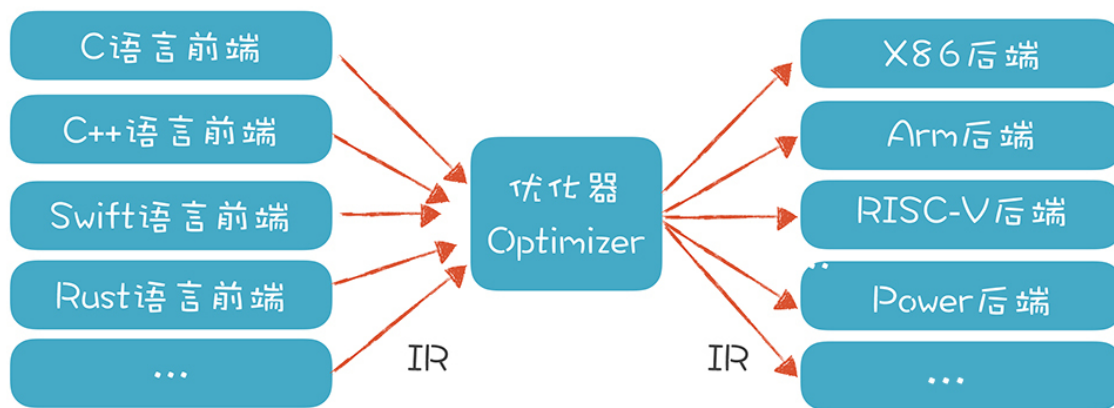 C语言前端
C++语言前端
Swift语言前端
Rust语言前端
...
IR
优化器
Optimizer
IR
X86后端
Arm后端
RISC-V后端
Power后端
...